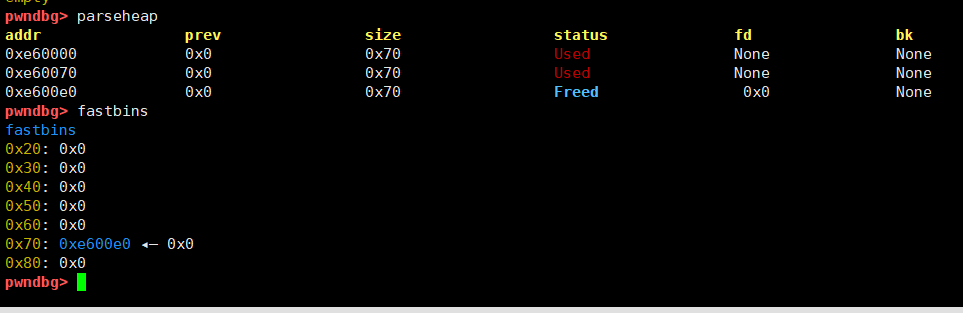 empty
pwndbg> parseheap
addr prev size status fd bk
0xe60000 0x0 0x70 Used None None
0xe60070 0x0 0x70 Used None None
0xe600e0 0x0 0x70 Freed 0x0 None
pwndbg> fastbins
fastbins
0x20: 0x0
0x30: 0x0
0x40: 0x0
0x50: 0x0
0x60: 0x0
0x70: 0xe600e0 ◂— 0x0
0x80: 0x0
pwndbg>